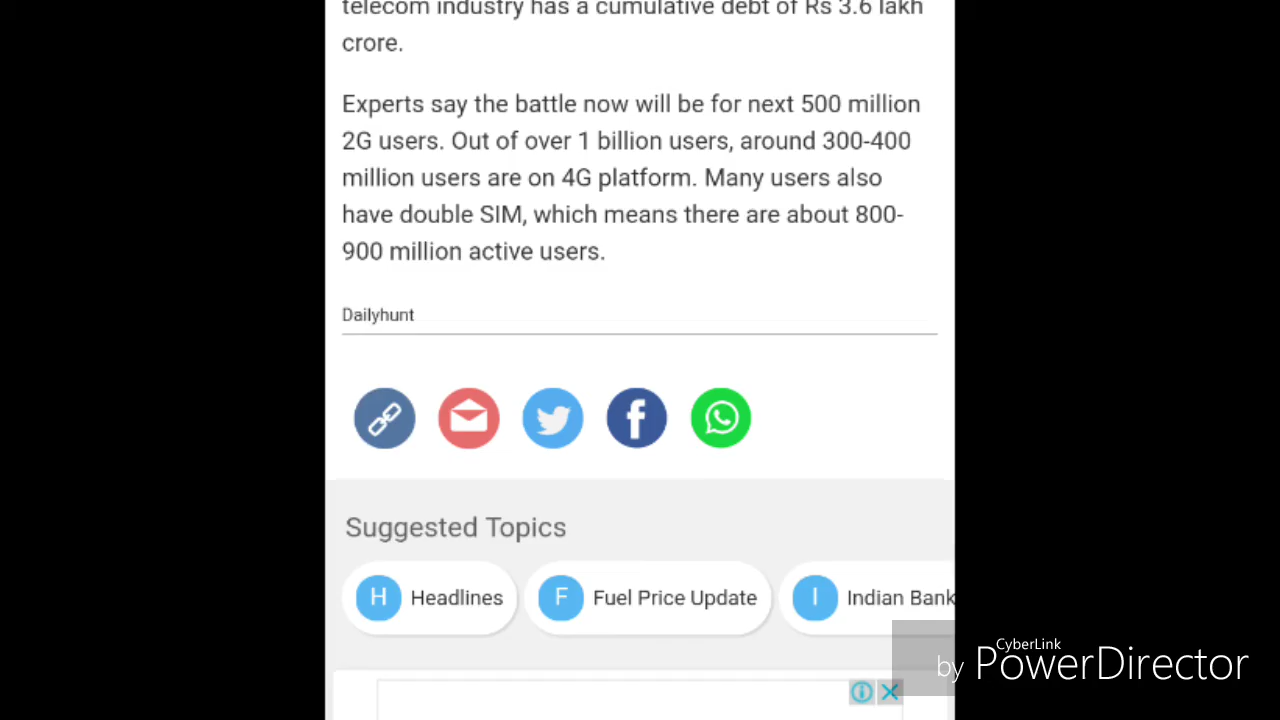 telecom industry has a cumulative debt of Rs 3.6 lakh
crore.
Experts say the battle now will be for next 500 million
2G users. Out of over 1 billion users, around 300-400
million users are on 4G platform. Many users also
have double SIM, which means there are about 800-
900 million active users.
Dailyhunt
Suggested Topics
H Headlines
F Fuel Price Update
I Indian Bank
CyberLink
by PowerDirector